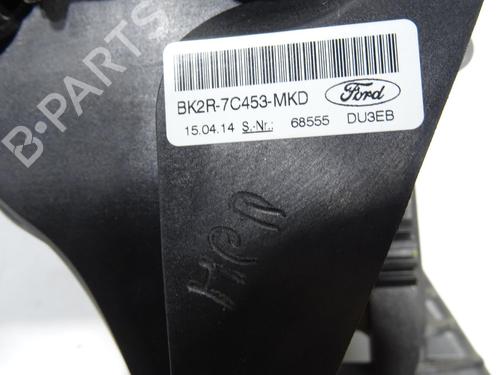 BK2R-7C453-MKD Ford
15.04.14 S.-Nr.: 68555 DU3EB
B-PARTS